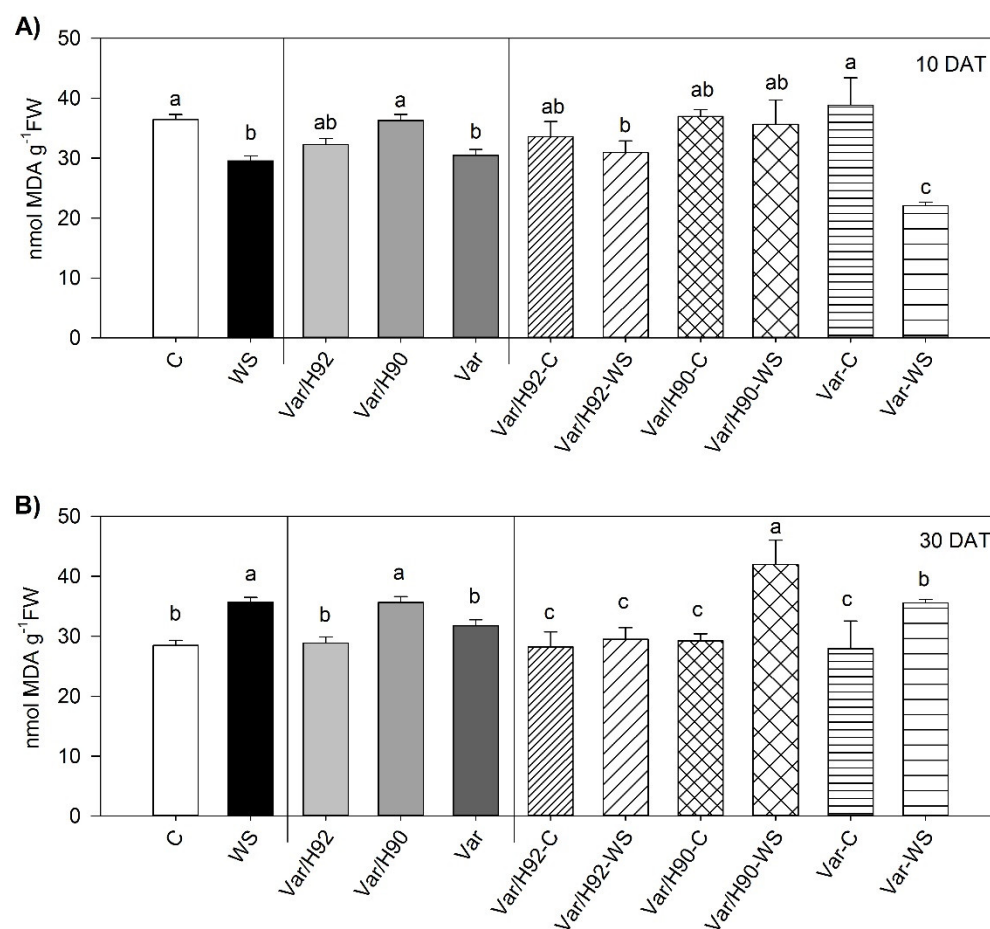 A)
50
40
30
20
10
0
nmol MDA g⁻¹FW
10 DAT
a
b
ab
a
b
ab
b
ab
ab
a
c
C
WS
Var/H92
Var/H90
Var
Var/H92-C
Var/H92-WS
Var/H90-C
Var/H90-WS
Var-C
Var-WS
B)
50
40
30
20
10
0
nmol MDA g⁻¹FW
30 DAT
b
a
b
a
b
c
c
c
a
c
b
C
WS
Var/H92
Var/H90
Var
Var/H92-C
Var/H92-WS
Var/H90-C
Var/H90-WS
Var-C
Var-WS